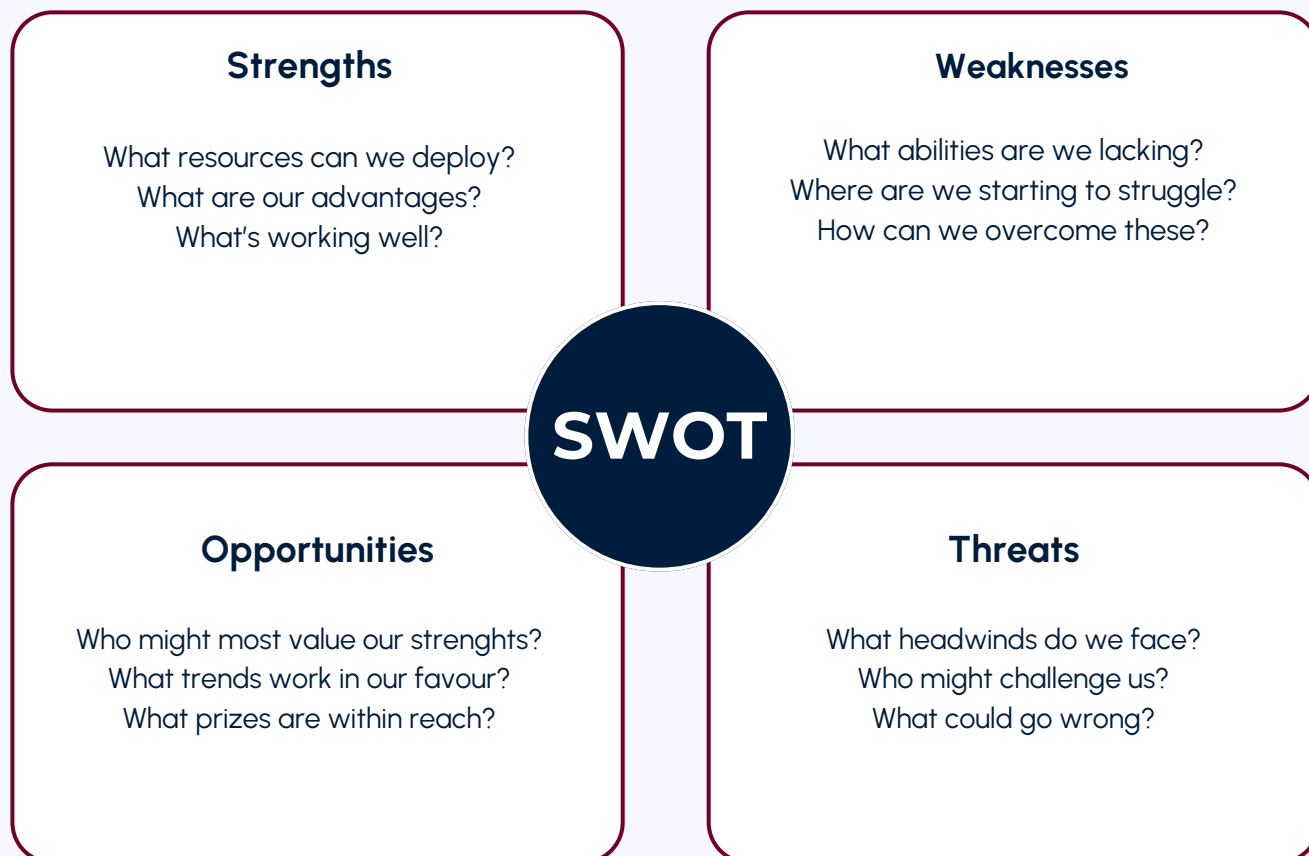 Strengths
What resources can we deploy?
What are our advantages?
What's working well?
Weaknesses
What abilities are we lacking?
Where are we starting to struggle?
How can we overcome these?
SWOT
Opportunities
Who might most value our strenghts?
What trends work in our favour?
What prizes are within reach?
Threats
What headwinds do we face?
Who might challenge us?
What could go wrong?